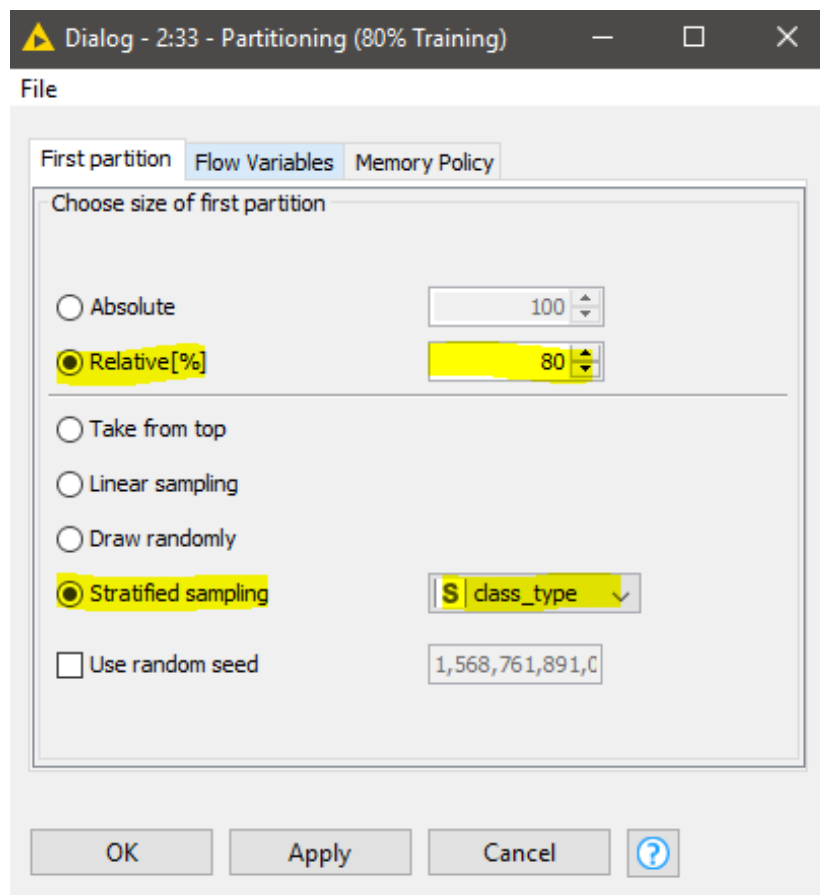 Dialog - 2:33 - Partitioning (80% Training)
File
First partition Flow Variables Memory Policy
Choose size of first partition
Absolute 100
Relative[%] 80
Take from top
Linear sampling
Draw randomly
Stratified sampling S class_type
Use random seed 1,568,761,891,0
OK Apply Cancel ?